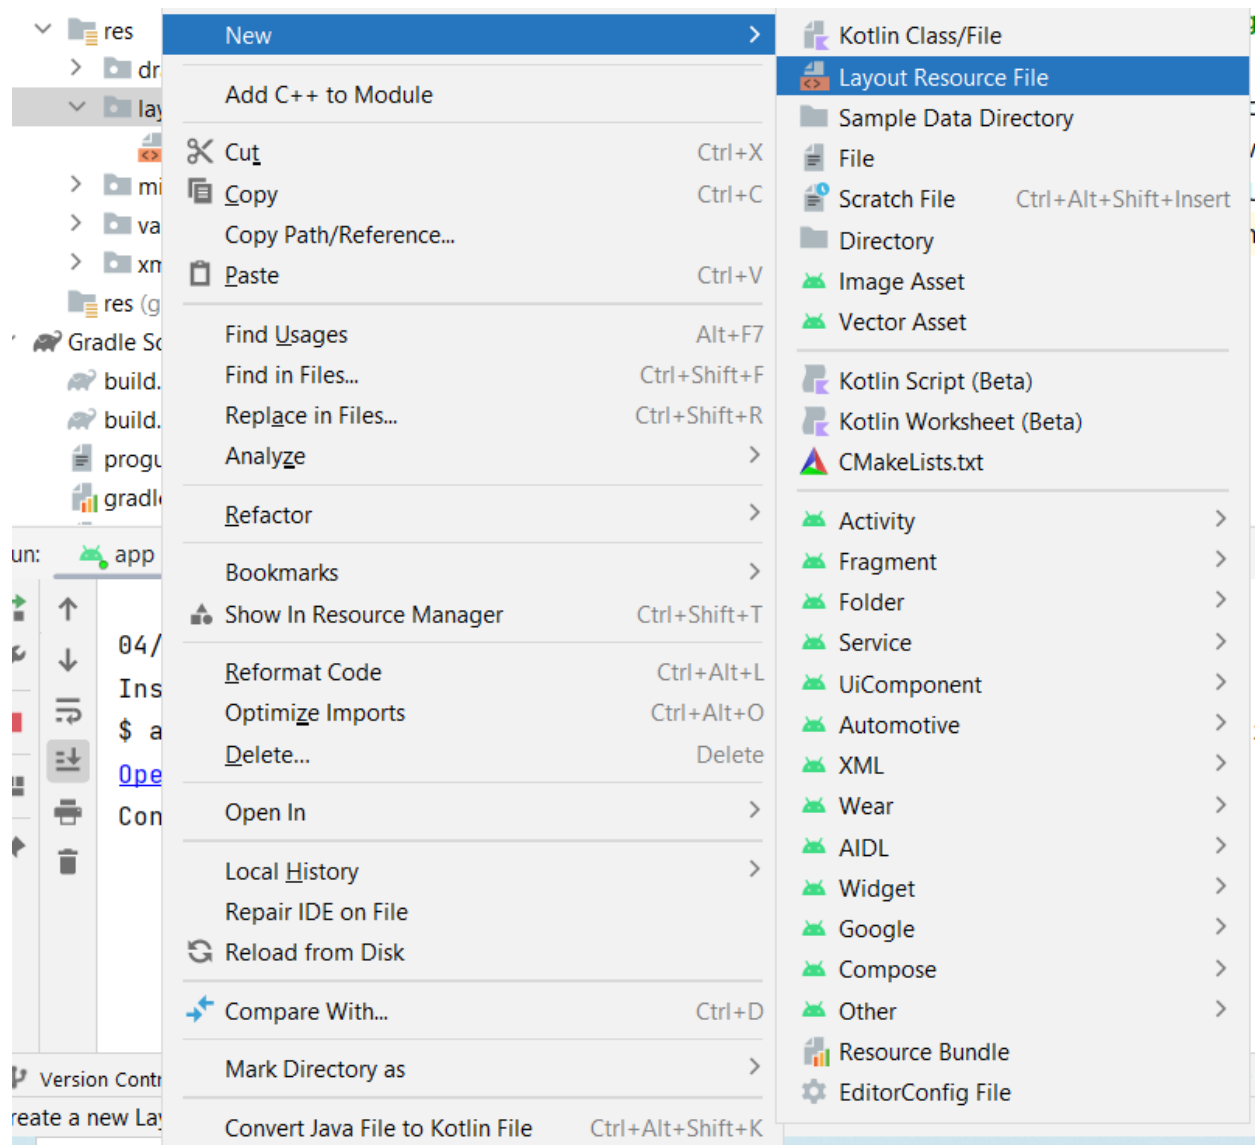 res
dr
lay
mi
va
xm
res (g
Gradle Sc
build.
build.
progu
gradle
un:
app
04/
Ins
$ a
Ope
Con
Version Contr
reate a new Lay
New
Add C++ to Module
Cut Ctrl+X
Copy Ctrl+C
Copy Path/Reference...
Paste Ctrl+V
Find Usages Alt+F7
Find in Files... Ctrl+Shift+F
Replace in Files... Ctrl+Shift+R
Analyze
Refactor
Bookmarks
Show In Resource Manager Ctrl+Shift+T
Reformat Code Ctrl+Alt+L
Optimize Imports Ctrl+Alt+O
Delete... Delete
Open In
Local History
Repair IDE on File
Reload from Disk
Compare With... Ctrl+D
Mark Directory as
Convert Java File to Kotlin File Ctrl+Alt+Shift+K
Kotlin Class/File
Layout Resource File
Sample Data Directory
File
Scratch File Ctrl+Alt+Shift+Insert
Directory
Image Asset
Vector Asset
Kotlin Script (Beta)
Kotlin Worksheet (Beta)
CMakeLists.txt
Activity
Fragment
Folder
Service
UiComponent
Automotive
XML
Wear
AIDL
Widget
Google
Compose
Other
Resource Bundle
EditorConfig File